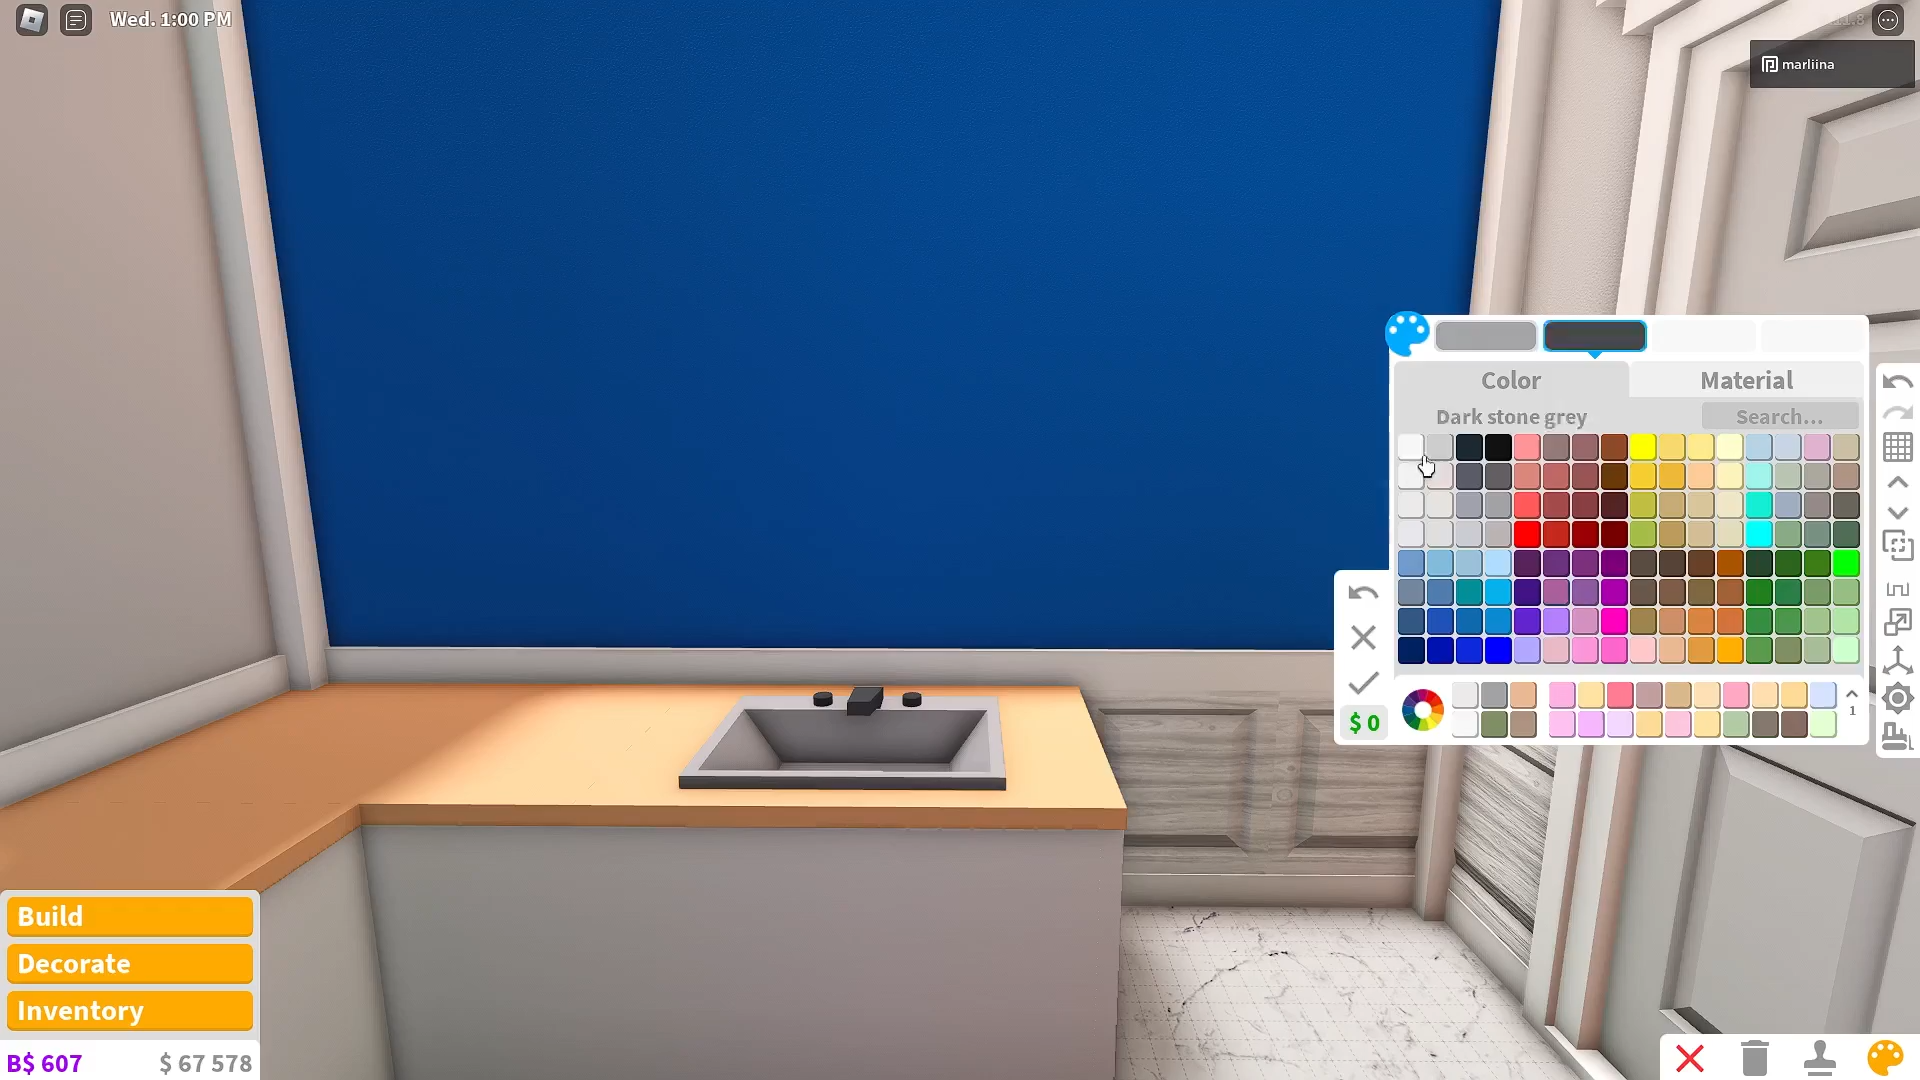 Wed. 1:00 PM
marliina
Color
Material
Dark stone grey
Search...
1
$ 0
Build
Decorate
Inventory
B$ 607
$ 67 578